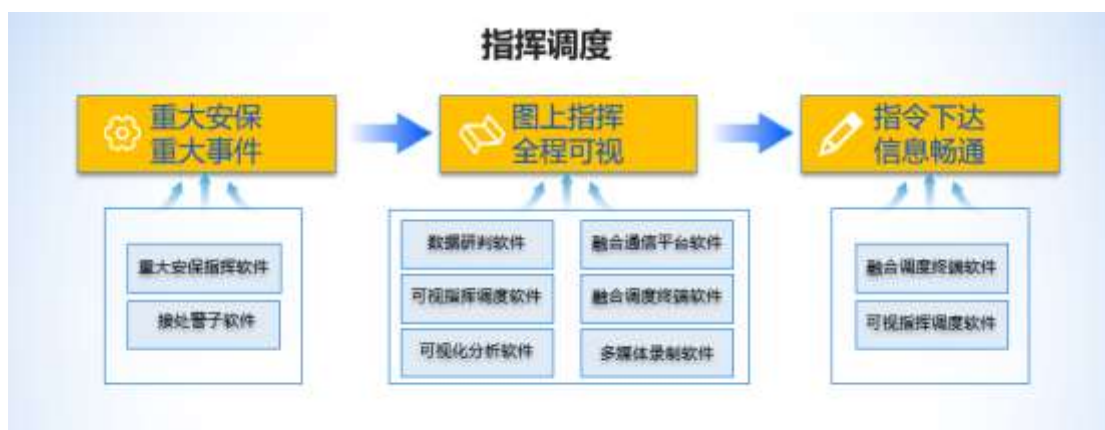 指挥调度
重大安保
重大事件
图上指挥
全程可视
指令下达
信息畅通
重大安保指挥软件
接处警子软件
数据研判软件
融合通信平台软件
可视指挥调度软件
融合调度终端软件
可视化分析软件
多媒体录制软件
融合调度终端软件
可视指挥调度软件